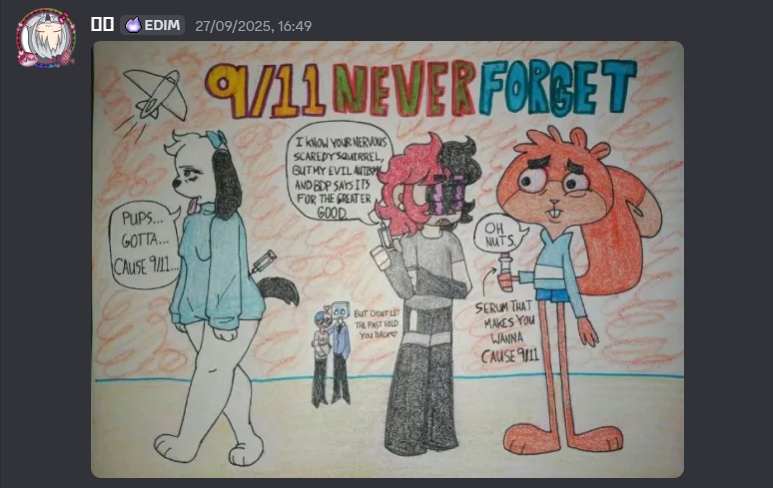 EDIM 27/09/2025, 16:49
9/11 NEVER FORGET
I KNOW YOUR NERVOUS
SCAREDY SQUIRREL,
BUT MY EVIL AUTISM
AND BDP SAYS ITS
FOR THE GREATER
GOOD.
PUPS...
GOTTA...
CAUSE 9/11...
OH
NUTS.
BUT DON'T LET
THE PAST HOLD
YOU BACK♡
SERUM THAT
MAKES YOU
WANNA
CAUSE 9/11